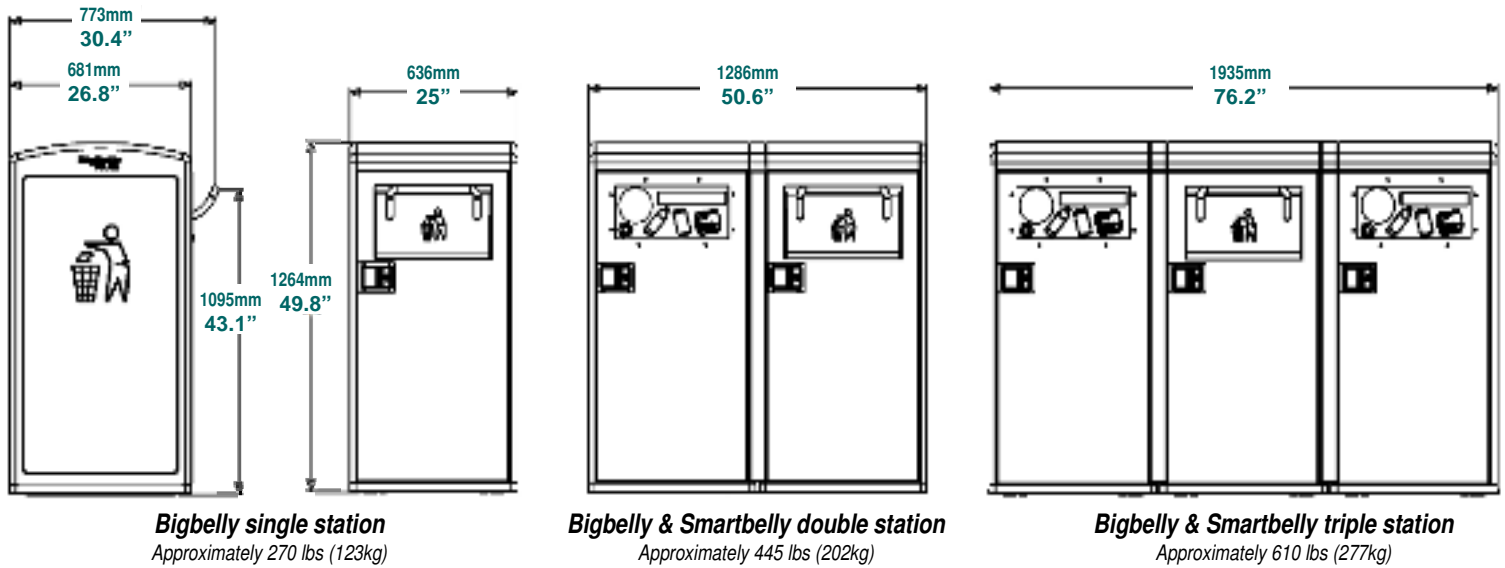 773mm
30.4”
681mm
26.8”
1095mm
43.1”
636mm
25”
1264mm
49.8”
Bigbelly single station
Approximately 270 lbs (123kg)
1286mm
50.6”
Bigbelly & Smartbelly double station
Approximately 445 lbs (202kg)
1935mm
76.2”
Bigbelly & Smartbelly triple station
Approximately 610 lbs (277kg)